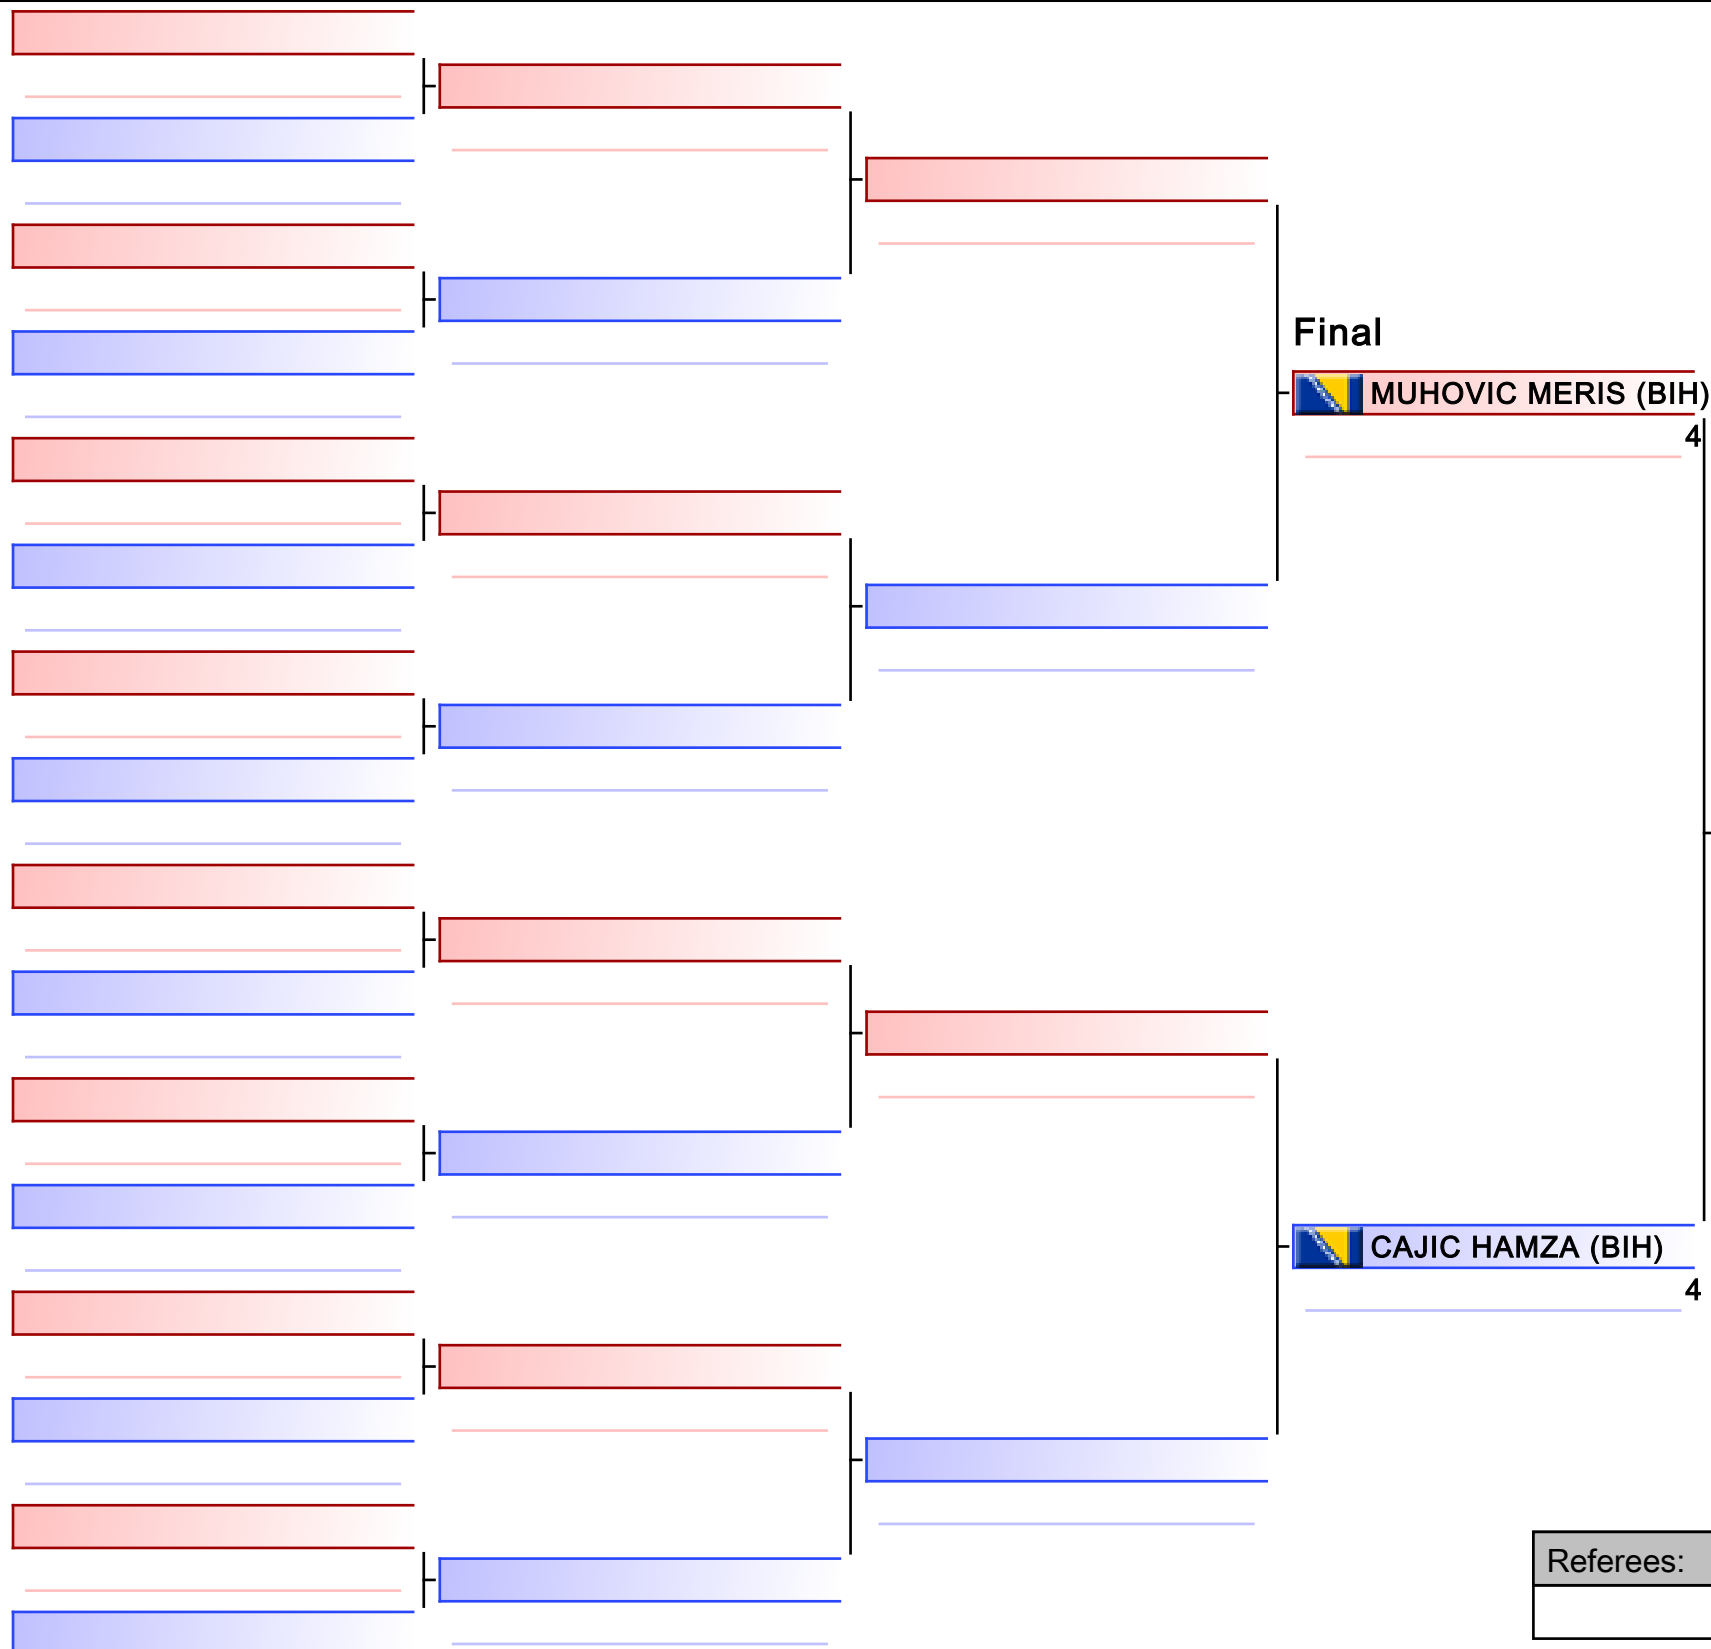 Final
MUHOVIC MERIS (BIH)
4
CAJIC HAMZA (BIH)
4
Referees: